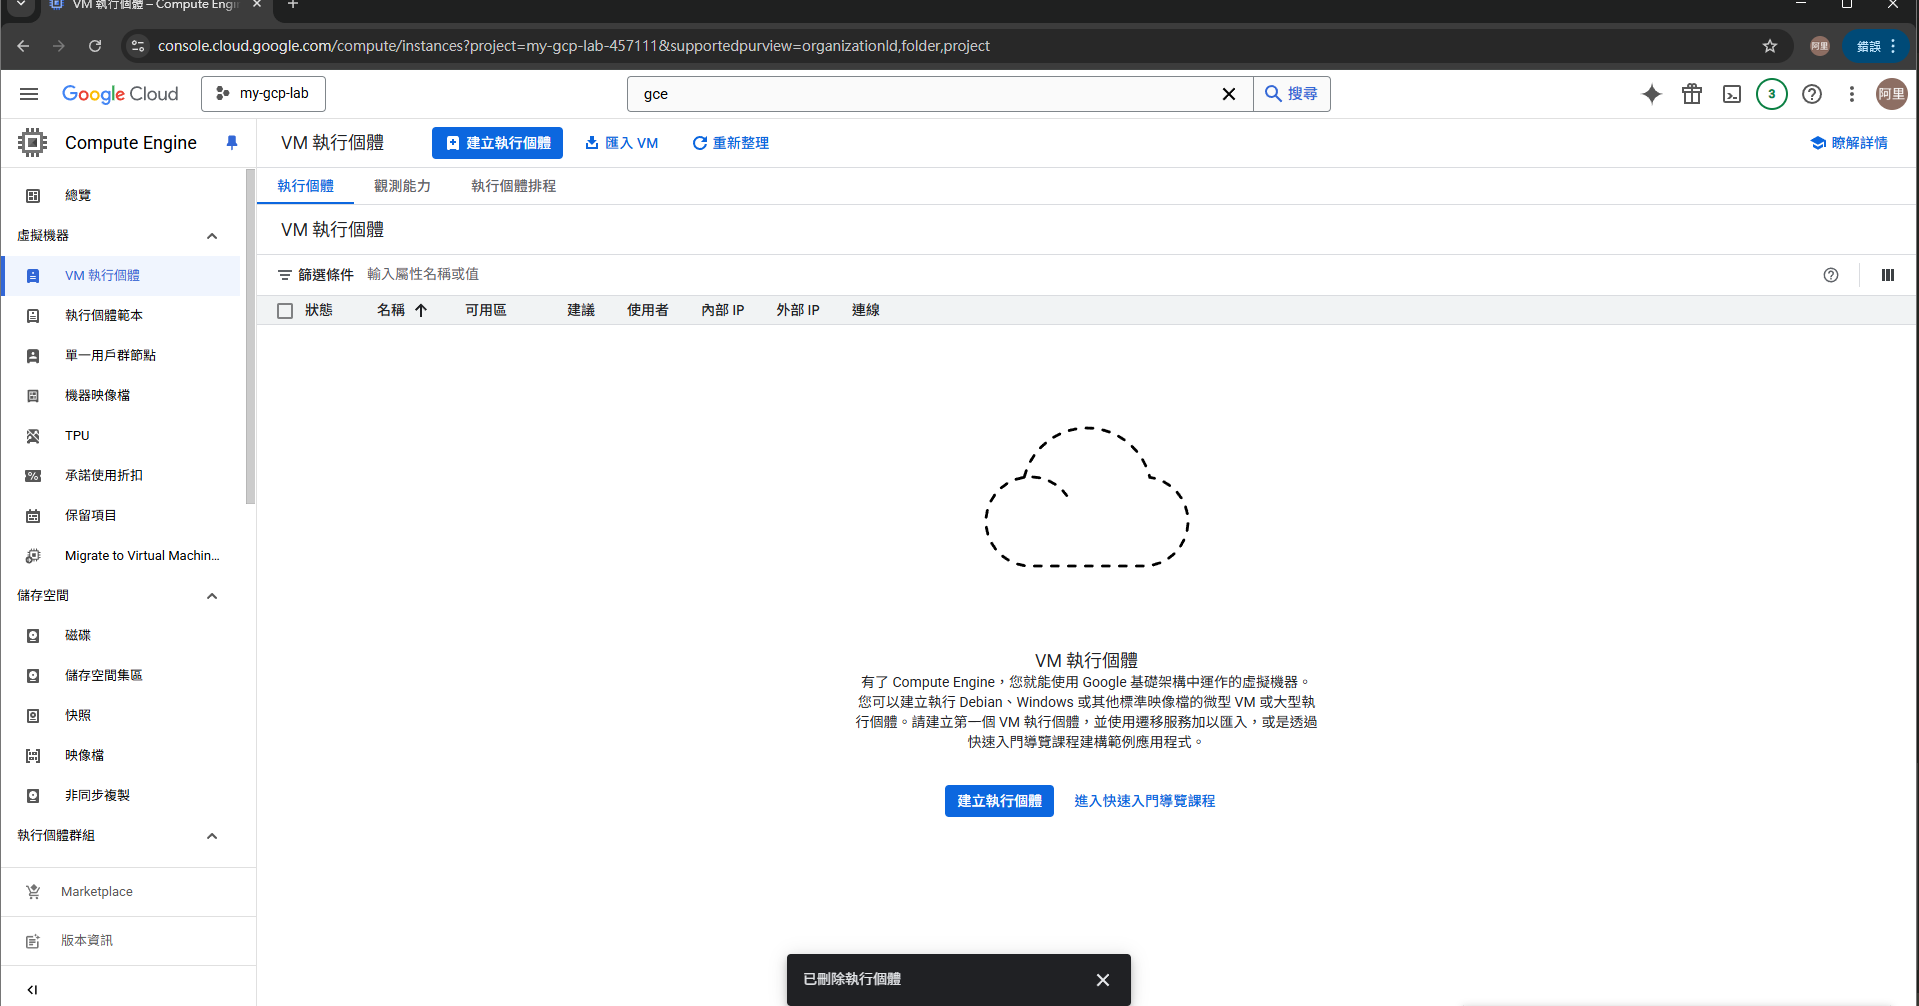 VM 執行個體 – Compute Engi
console.cloud.google.com/compute/instances?project=my-gcp-lab-457111&supportedpurview=organizationId,folder,project
阿里
錯誤
Google Cloud
my-gcp-lab
gce
搜尋
3
阿里
Compute Engine
VM 執行個體
建立執行個體
匯入 VM
重新整理
瞭解詳情
總覽
虛擬機器
VM 執行個體
執行個體範本
單一用戶群節點
機器映像檔
TPU
承諾使用折扣
保留項目
Migrate to Virtual Machin...
儲存空間
磁碟
儲存空間集區
快照
映像檔
非同步複製
執行個體群組
Marketplace
版本資訊
執行個體
觀測能力
執行個體排程
VM 執行個體
篩選條件
輸入屬性名稱或值
狀態
名稱
可用區
建議
使用者
內部 IP
外部 IP
連線
VM 執行個體
有了 Compute Engine，您就能使用 Google 基礎架構中運作的虛擬機器。
您可以建立執行 Debian、Windows 或其他標準映像檔的微型 VM 或大型執
行個體。請建立第一個 VM 執行個體，並使用遷移服務加以匯入，或是透過
快速入門導覽課程建構範例應用程式。
建立執行個體
進入快速入門導覽課程
已刪除執行個體